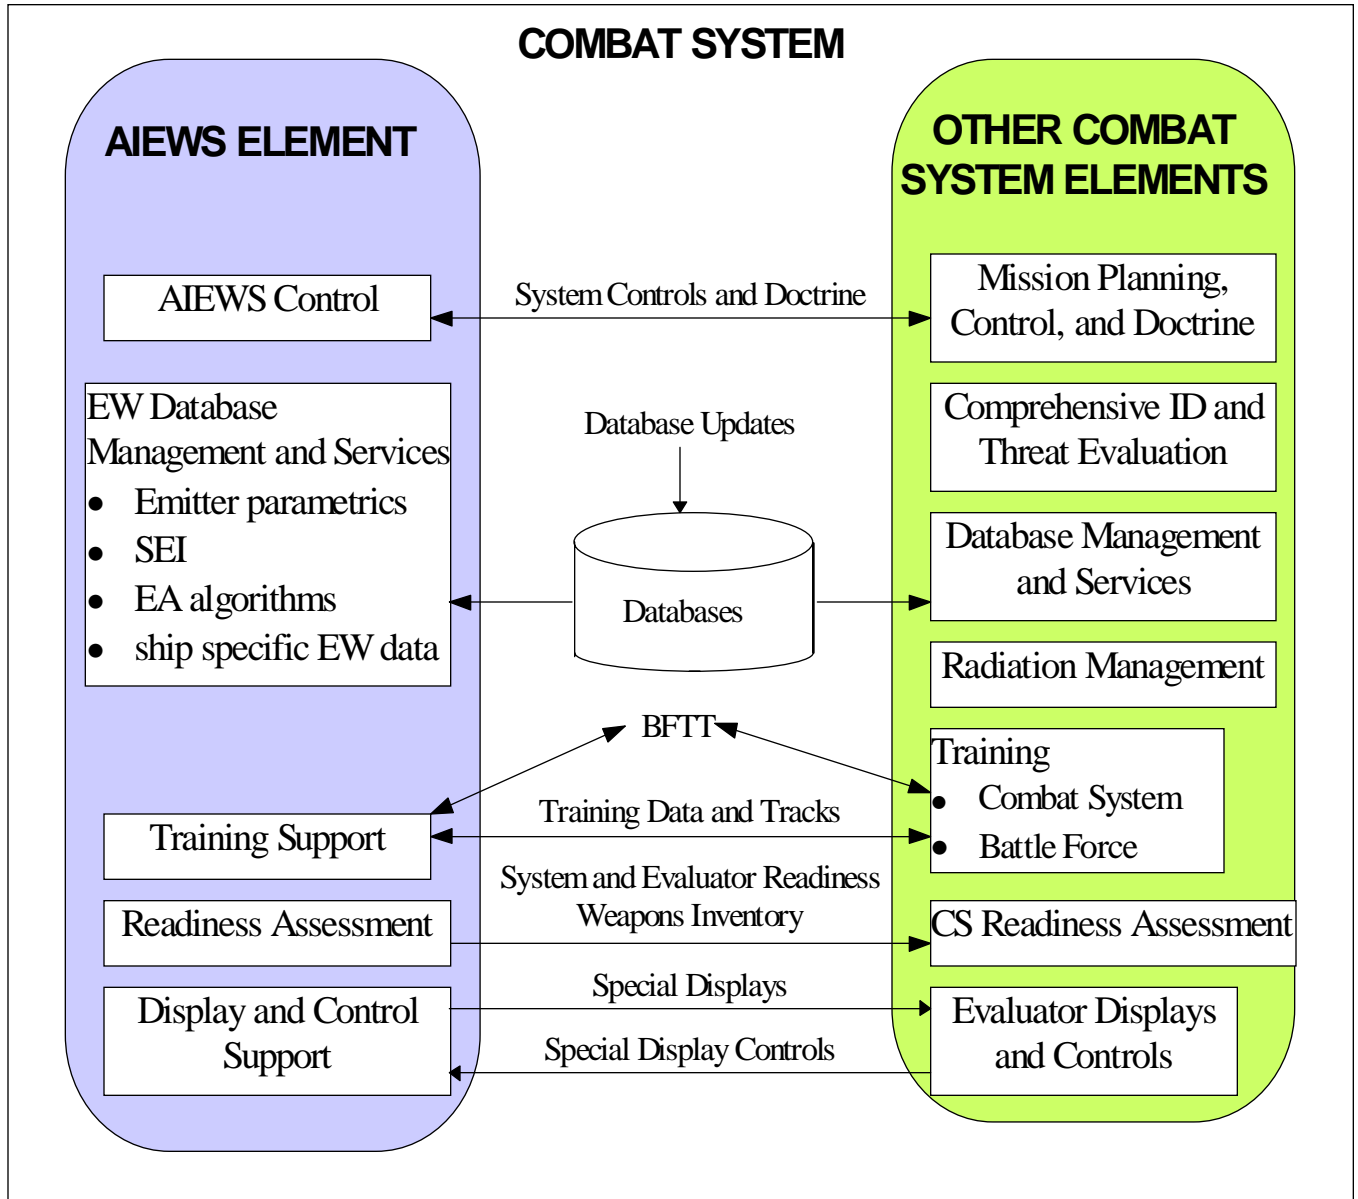 COMBAT SYSTEM
AIEWS ELEMENT
OTHER COMBAT
SYSTEM ELEMENTS
AIEWS Control
System Controls and Doctrine
Mission Planning,
Control, and Doctrine
EW Database
Management and Services
● Emitter parametrics
● SEI
● EA algorithms
● ship specific EW data
Database Updates
Databases
Comprehensive ID and
Threat Evaluation
Database Management
and Services
Radiation Management
BFTT
Training
● Combat System
● Battle Force
Training Support
Training Data and Tracks
System and Evaluator Readiness
Weapons Inventory
Readiness Assessment
CS Readiness Assessment
Display and Control
Support
Special Displays
Special Display Controls
Evaluator Displays
and Controls